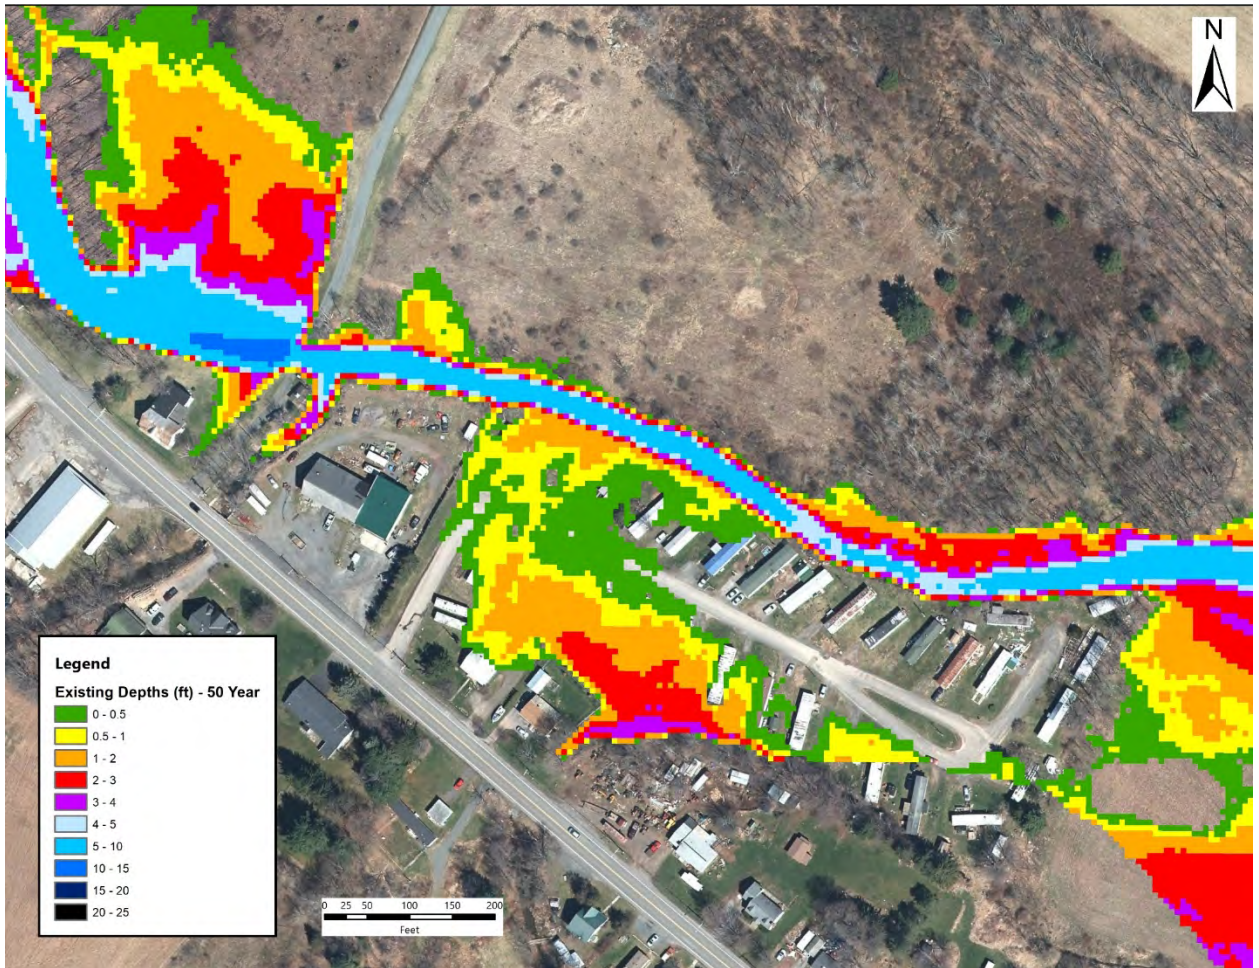 N
Legend
Existing Depths (ft) - 50 Year
0 - 0.5
0.5 - 1
1 - 2
2 - 3
3 - 4
4 - 5
5 - 10
10 - 15
15 - 20
20 - 25
0 25 50 100 150 200
Feet